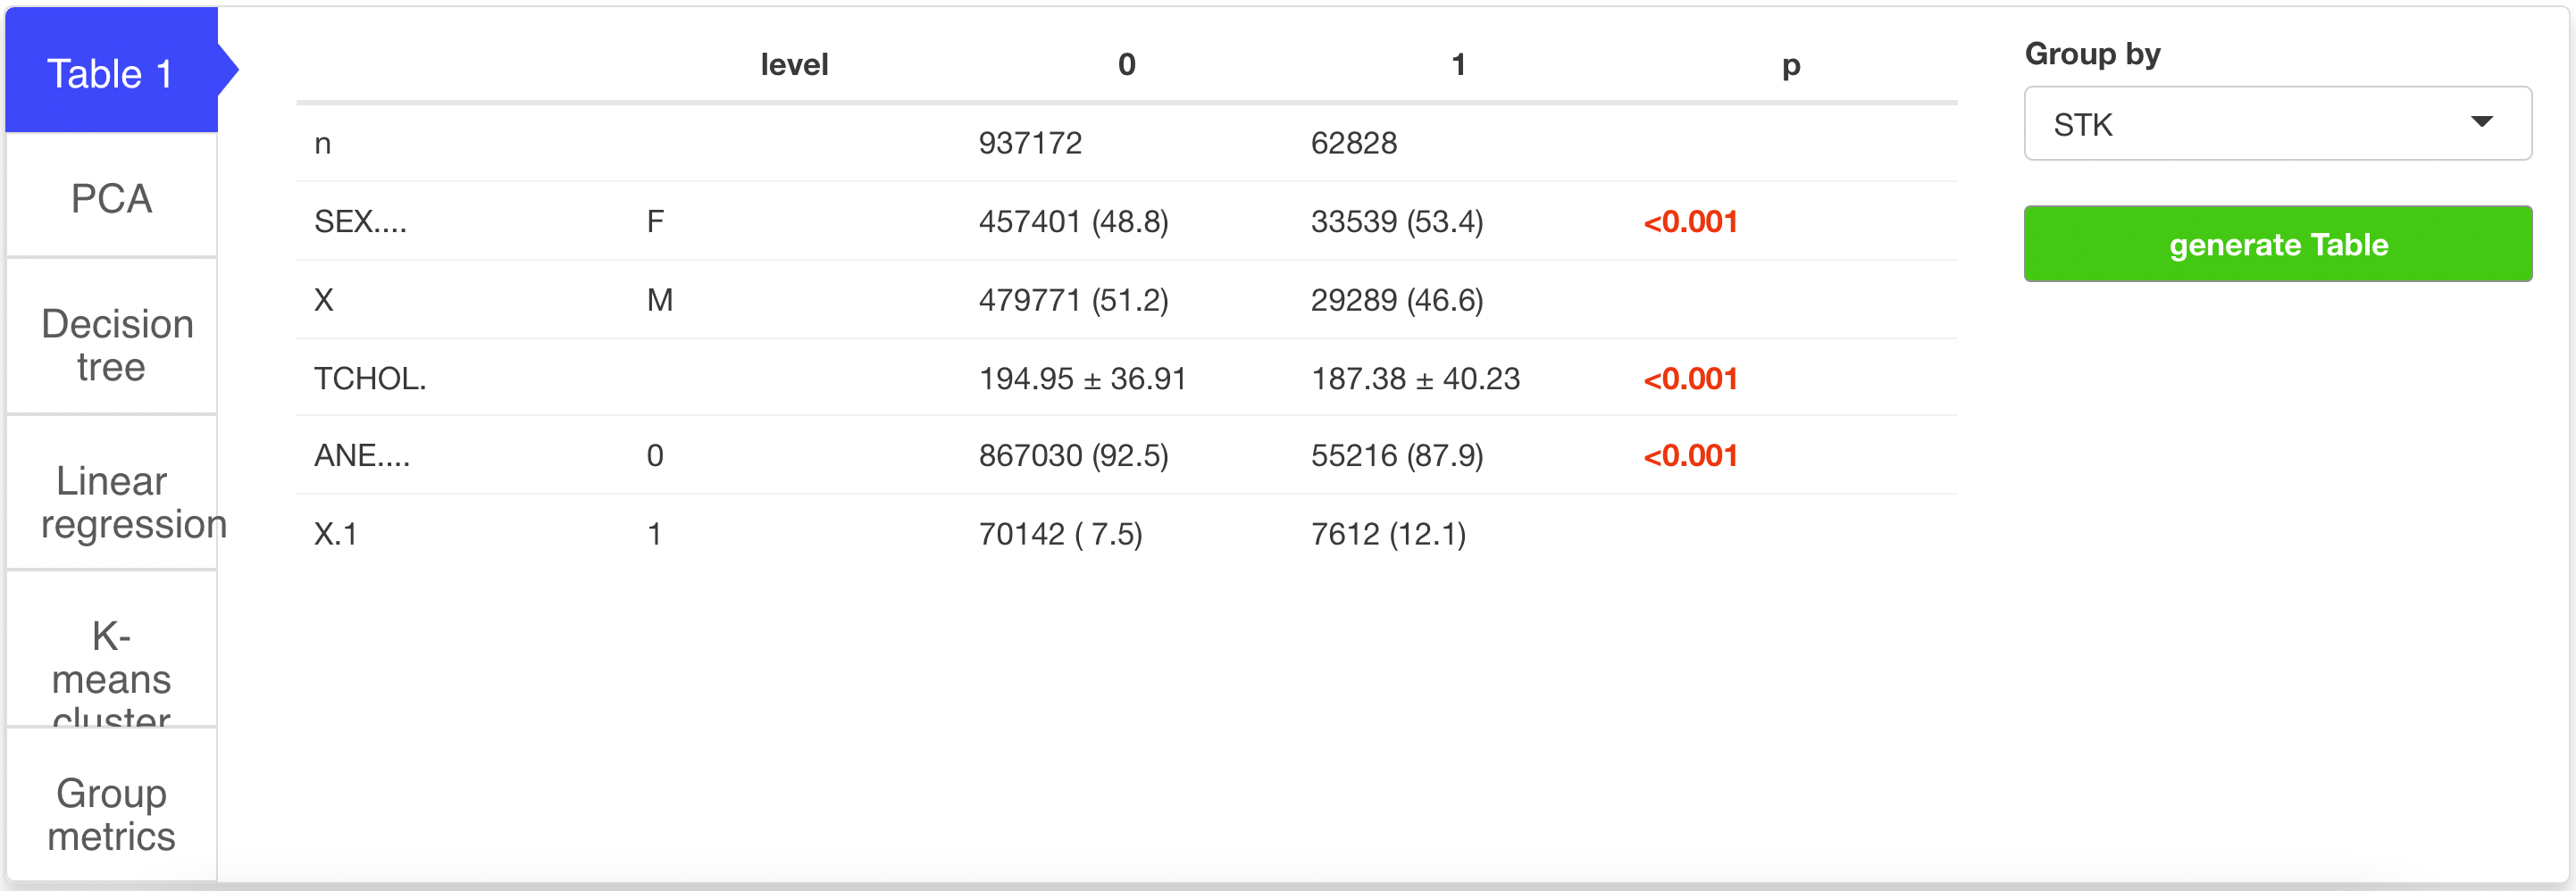 Table 1
PCA
Decision
tree
Linear
regression
K-
means
cluster
Group
metrics
level 0 1 p
n 937172 62828
SEX.... F 457401 (48.8) 33539 (53.4) <0.001
X M 479771 (51.2) 29289 (46.6)
TCHOL. 194.95 ± 36.91 187.38 ± 40.23 <0.001
ANE.... 0 867030 (92.5) 55216 (87.9) <0.001
X.1 1 70142 ( 7.5) 7612 (12.1)
Group by
STK
generate Table